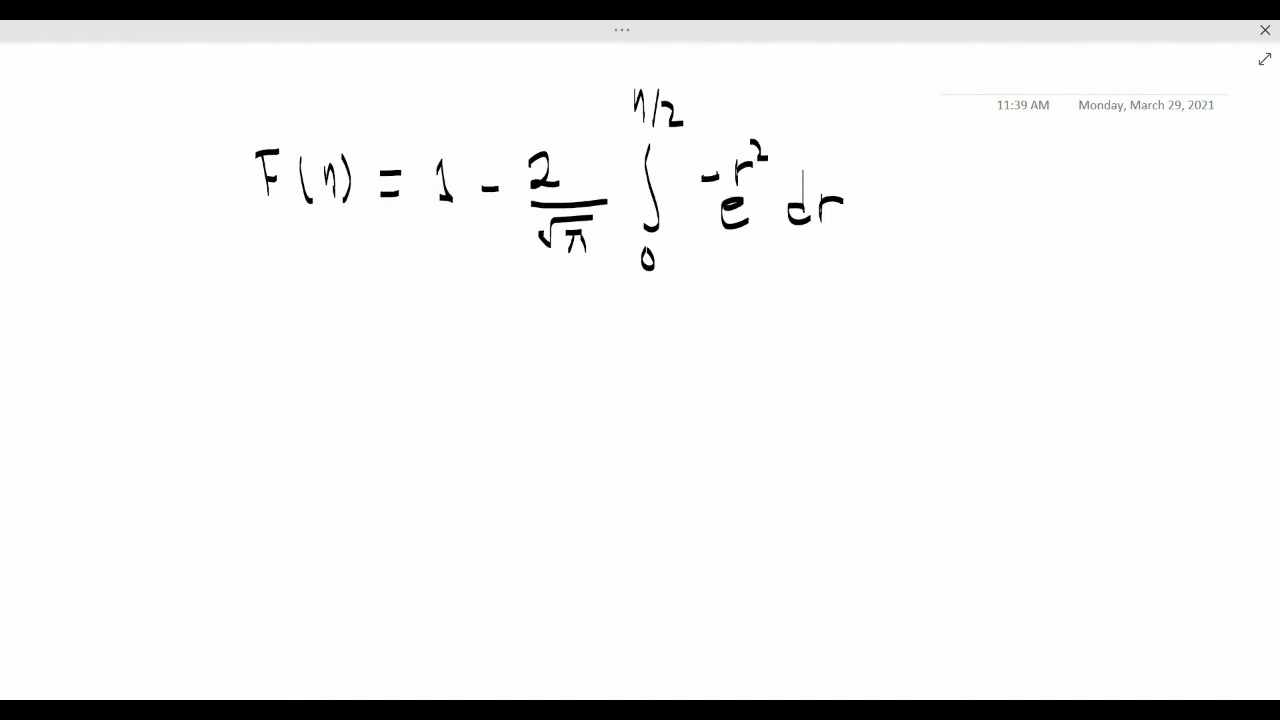 11:39 AM Monday, March 29, 2021
F(η) = 1 - 2/√π ∫₀^{η/2} e^{-r²} dr